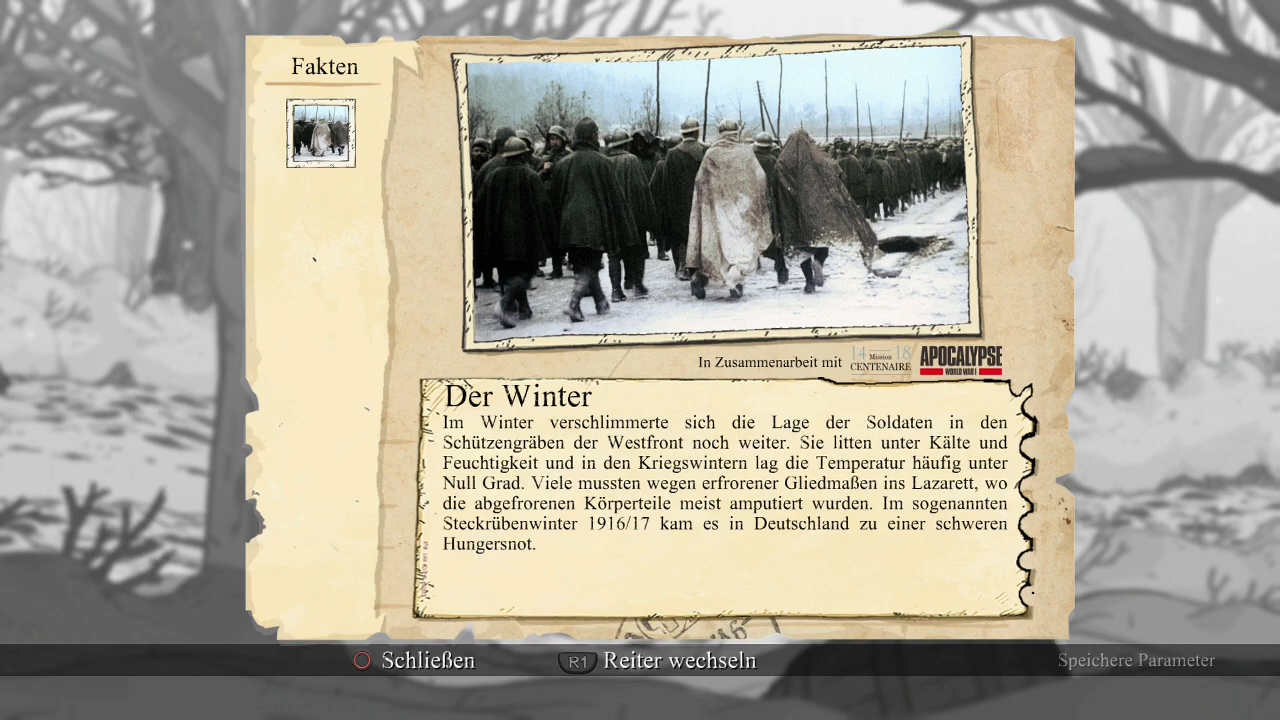 Fakten
In Zusammenarbeit mit
14 Mission 18
CENTENAIRE
APOCALYPSE
WORLD WAR I
Der Winter
Im Winter verschlimmerte sich die Lage der Soldaten in den
Schützengräben der Westfront noch weiter. Sie litten unter Kälte und
Feuchtigkeit und in den Kriegswintern lag die Temperatur häufig unter
Null Grad. Viele mussten wegen erfrorener Gliedmaßen ins Lazarett, wo
die abgefrorenen Körperteile meist amputiert wurden. Im sogenannten
Steckrübenwinter 1916/17 kam es in Deutschland zu einer schweren
Hungersnot.
Schließen
R1 Reiter wechseln
Speichere Parameter